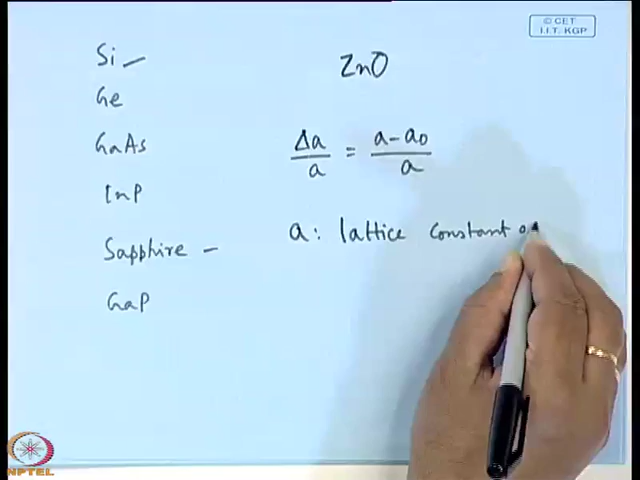 © CET
I.I.T. KGP
Si –
ZnO
Ge
GaAs
Δa/a = a-a0/a
InP
a: lattice constant o
Sapphire –
GaP
NPTEL